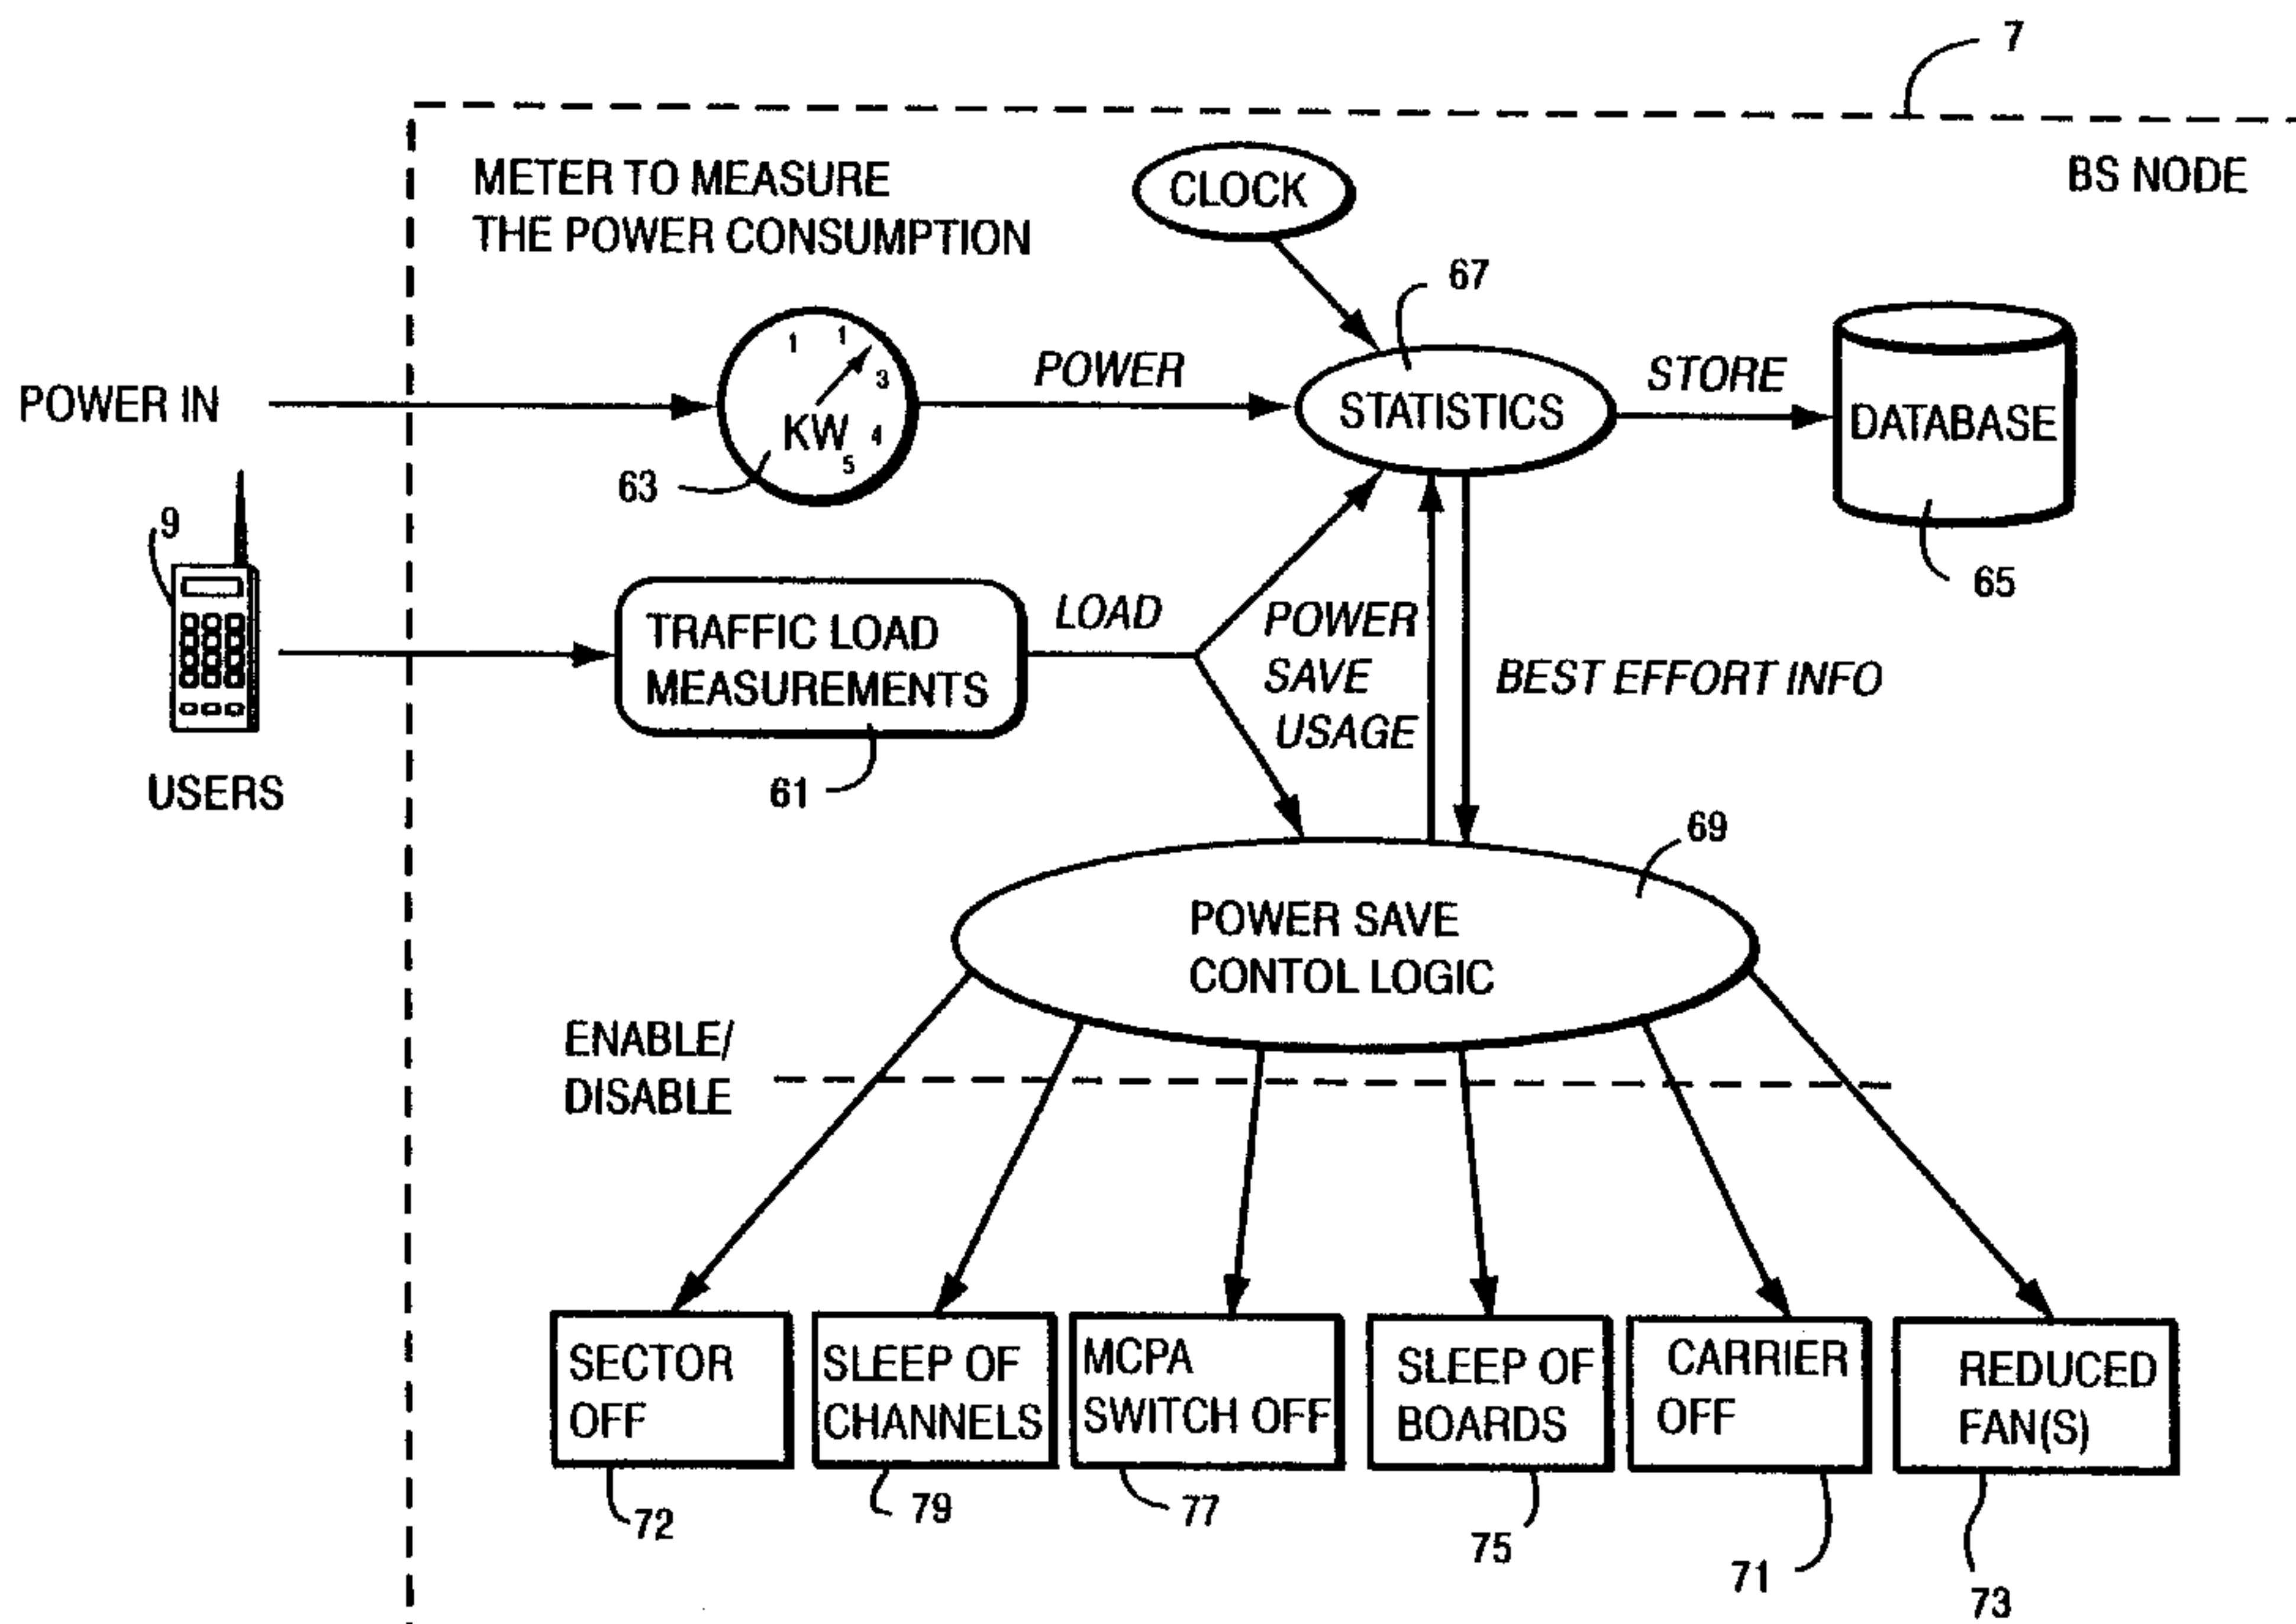 7
BS NODE
METER TO MEASURE
THE POWER CONSUMPTION
CLOCK
67
POWER IN
1 1 3 4 5
KW
63
POWER
STATISTICS
STORE
DATABASE
65
9
USERS
TRAFFIC LOAD
MEASUREMENTS
61
LOAD
POWER
SAVE
USAGE
BEST EFFORT INFO
69
POWER SAVE
CONTOL LOGIC
ENABLE/
DISABLE
SECTOR
OFF
72
SLEEP OF
CHANNELS
79
MCPA
SWITCH OFF
77
SLEEP OF
BOARDS
75
CARRIER
OFF
71
REDUCED
FAN(S)
73